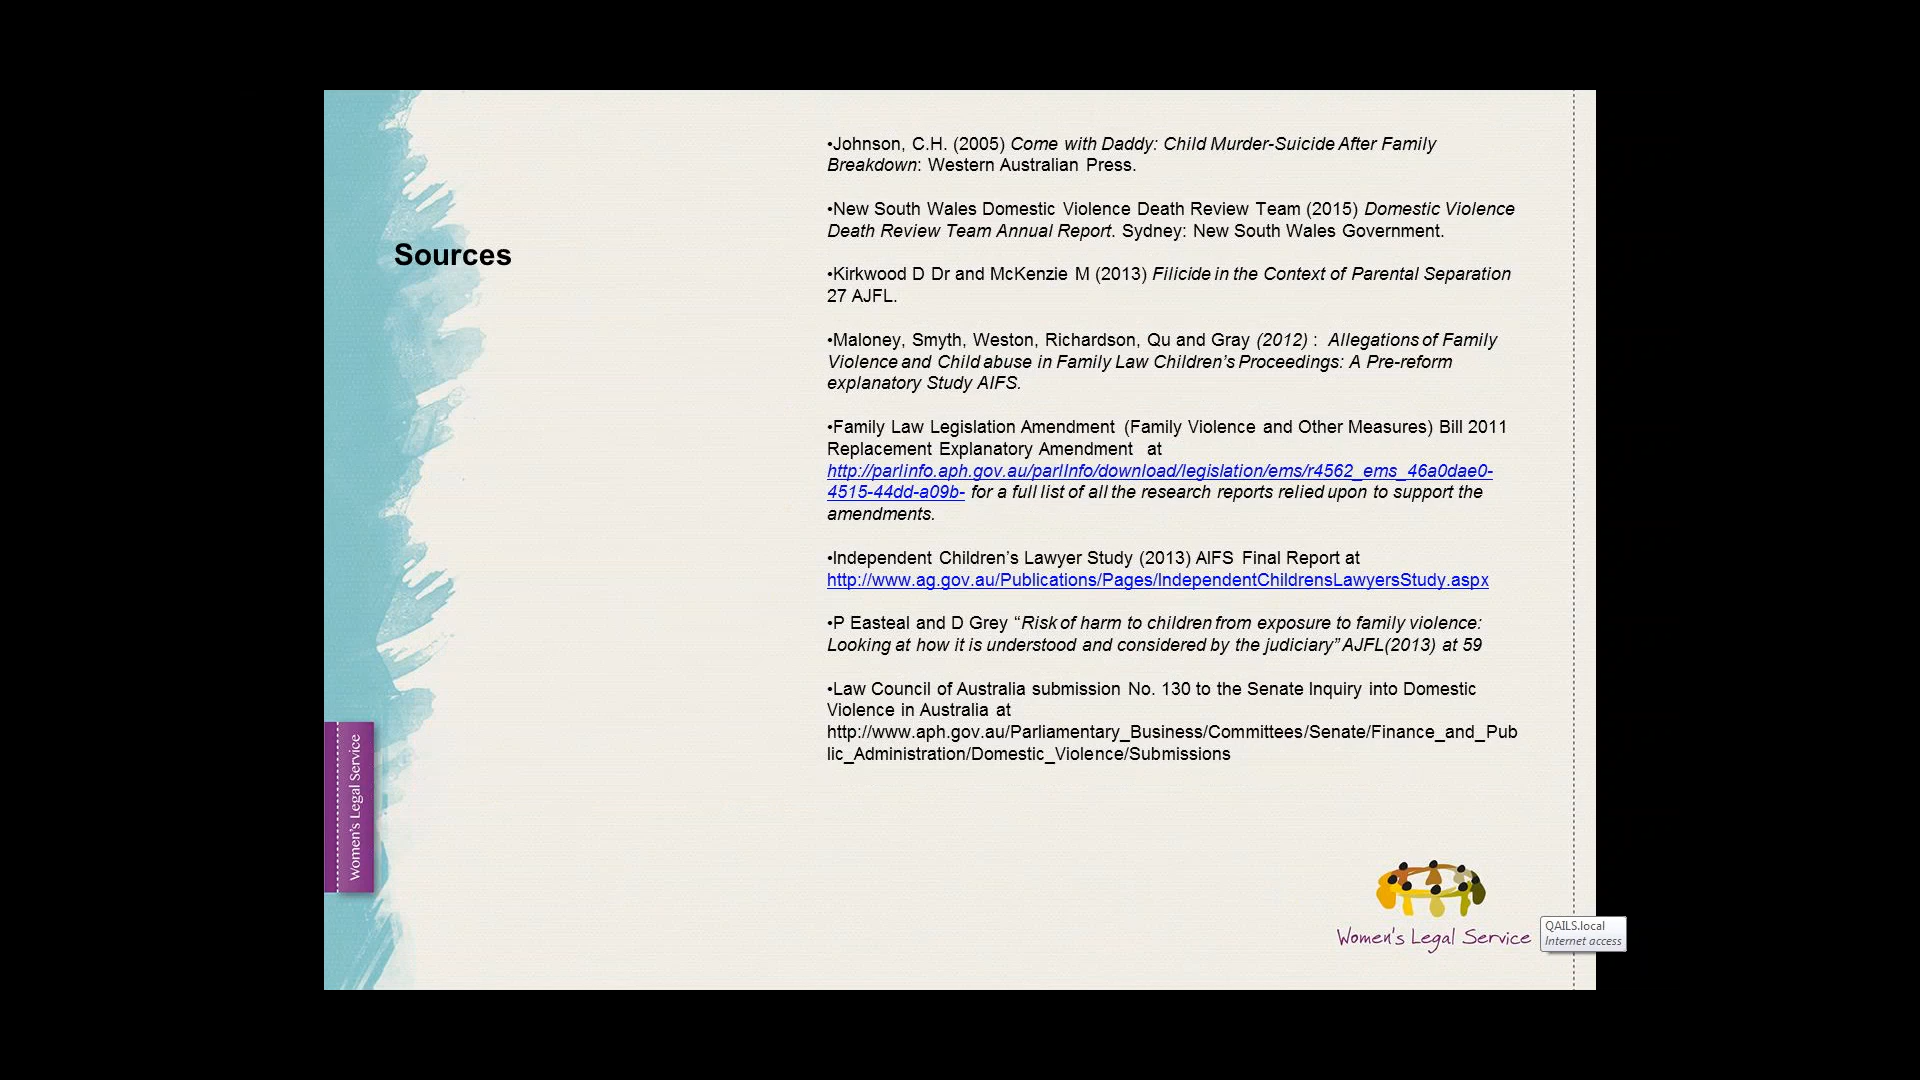 Sources
•Johnson, C.H. (2005) Come with Daddy: Child Murder-Suicide After Family
Breakdown: Western Australian Press.
•New South Wales Domestic Violence Death Review Team (2015) Domestic Violence
Death Review Team Annual Report. Sydney: New South Wales Government.
•Kirkwood D Dr and McKenzie M (2013) Filicide in the Context of Parental Separation
27 AJFL.
•Maloney, Smyth, Weston, Richardson, Qu and Gray (2012) : Allegations of Family
Violence and Child abuse in Family Law Children's Proceedings: A Pre-reform
explanatory Study AIFS.
•Family Law Legislation Amendment (Family Violence and Other Measures) Bill 2011
Replacement Explanatory Amendment at
http://parlinfo.aph.gov.au/parlInfo/download/legislation/ems/r4562_ems_46a0dae0-
4515-44dd-a09b- for a full list of all the research reports relied upon to support the
amendments.
•Independent Children's Lawyer Study (2013) AIFS Final Report at
http://www.ag.gov.au/Publications/Pages/IndependentChildrensLawyersStudy.aspx
•P Easteal and D Grey “Risk of harm to children from exposure to family violence:
Looking at how it is understood and considered by the judiciary” AJFL(2013) at 59
•Law Council of Australia submission No. 130 to the Senate Inquiry into Domestic
Violence in Australia at
http://www.aph.gov.au/Parliamentary_Business/Committees/Senate/Finance_and_Pub
lic_Administration/Domestic_Violence/Submissions
Women's Legal Service
Women's Legal Service
QAILS.local
Internet access